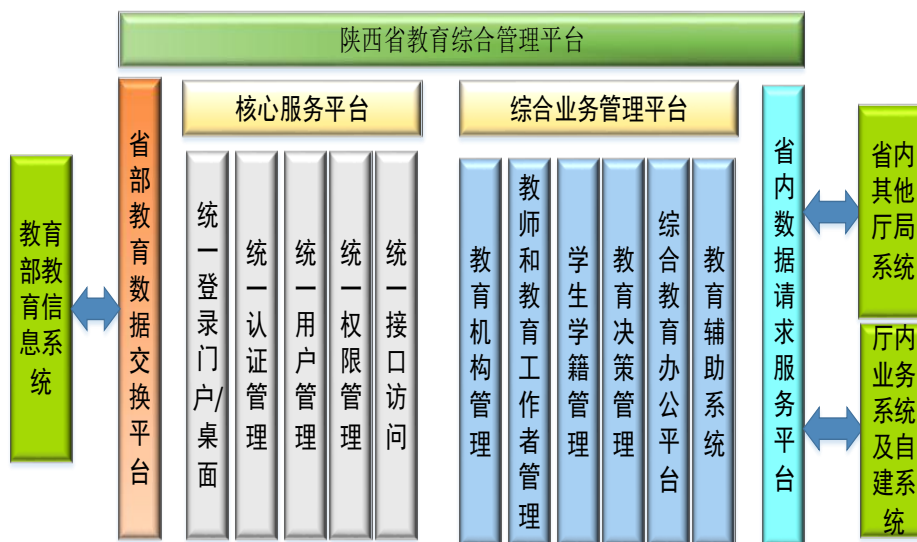 陕西省教育综合管理平台
核心服务平台
综合业务管理平台
教育部教育信息系统
省部教育数据交换平台
统一登录门户/桌面
统一认证管理
统一用户管理
统一权限管理
统一接口访问
教育机构管理
教师和教育工作者管理
学生学籍管理
教育决策管理
综合教育办公平台
教育辅助系统
省内数据请求服务平台
省内其他厅局系统
厅内业务系统及自建系统